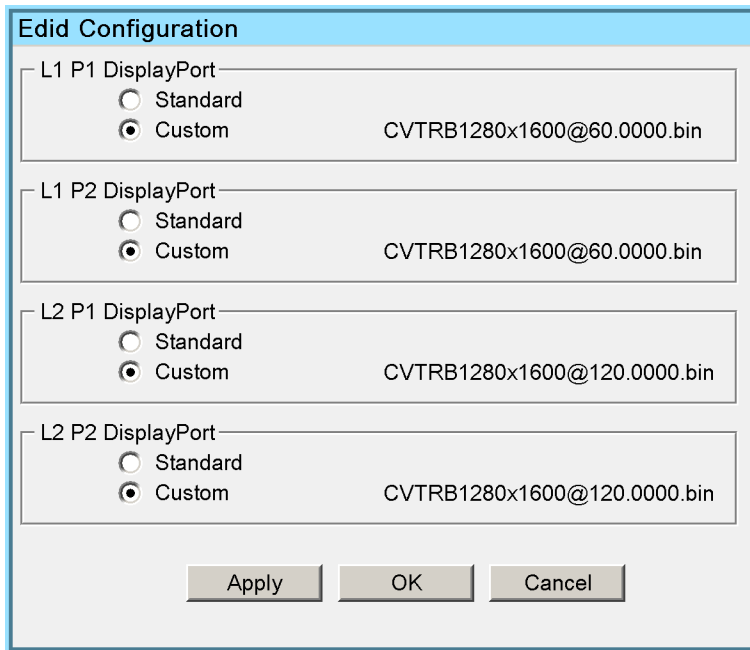 Edid Configuration
L1 P1 DisplayPort
Standard
Custom CVTRB1280x1600@60.0000.bin
L1 P2 DisplayPort
Standard
Custom CVTRB1280x1600@60.0000.bin
L2 P1 DisplayPort
Standard
Custom CVTRB1280x1600@120.0000.bin
L2 P2 DisplayPort
Standard
Custom CVTRB1280x1600@120.0000.bin
Apply OK Cancel